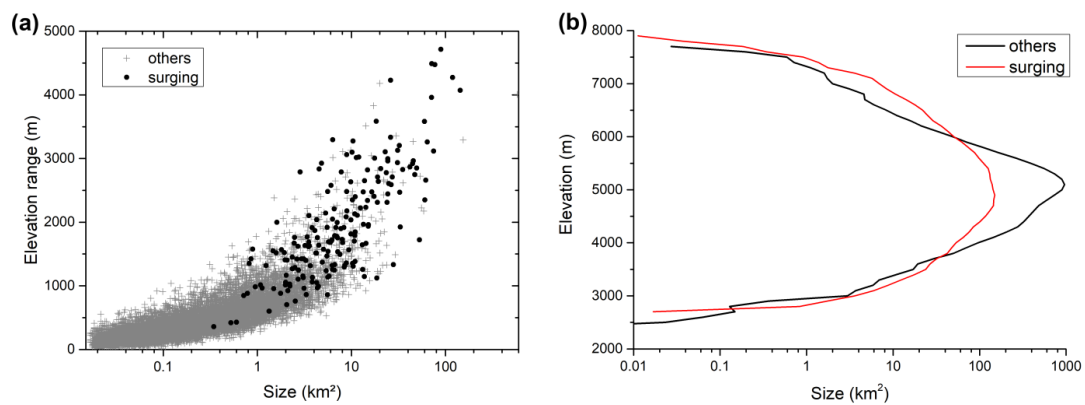 (a)
5000
4000
3000
2000
1000
0
Elevation range (m)
others
surging
0.1
1
10
100
Size (km²)
(b)
8000
7000
6000
5000
4000
3000
2000
Elevation (m)
others
surging
0.01
0.1
1
10
100
1000
Size (km²)